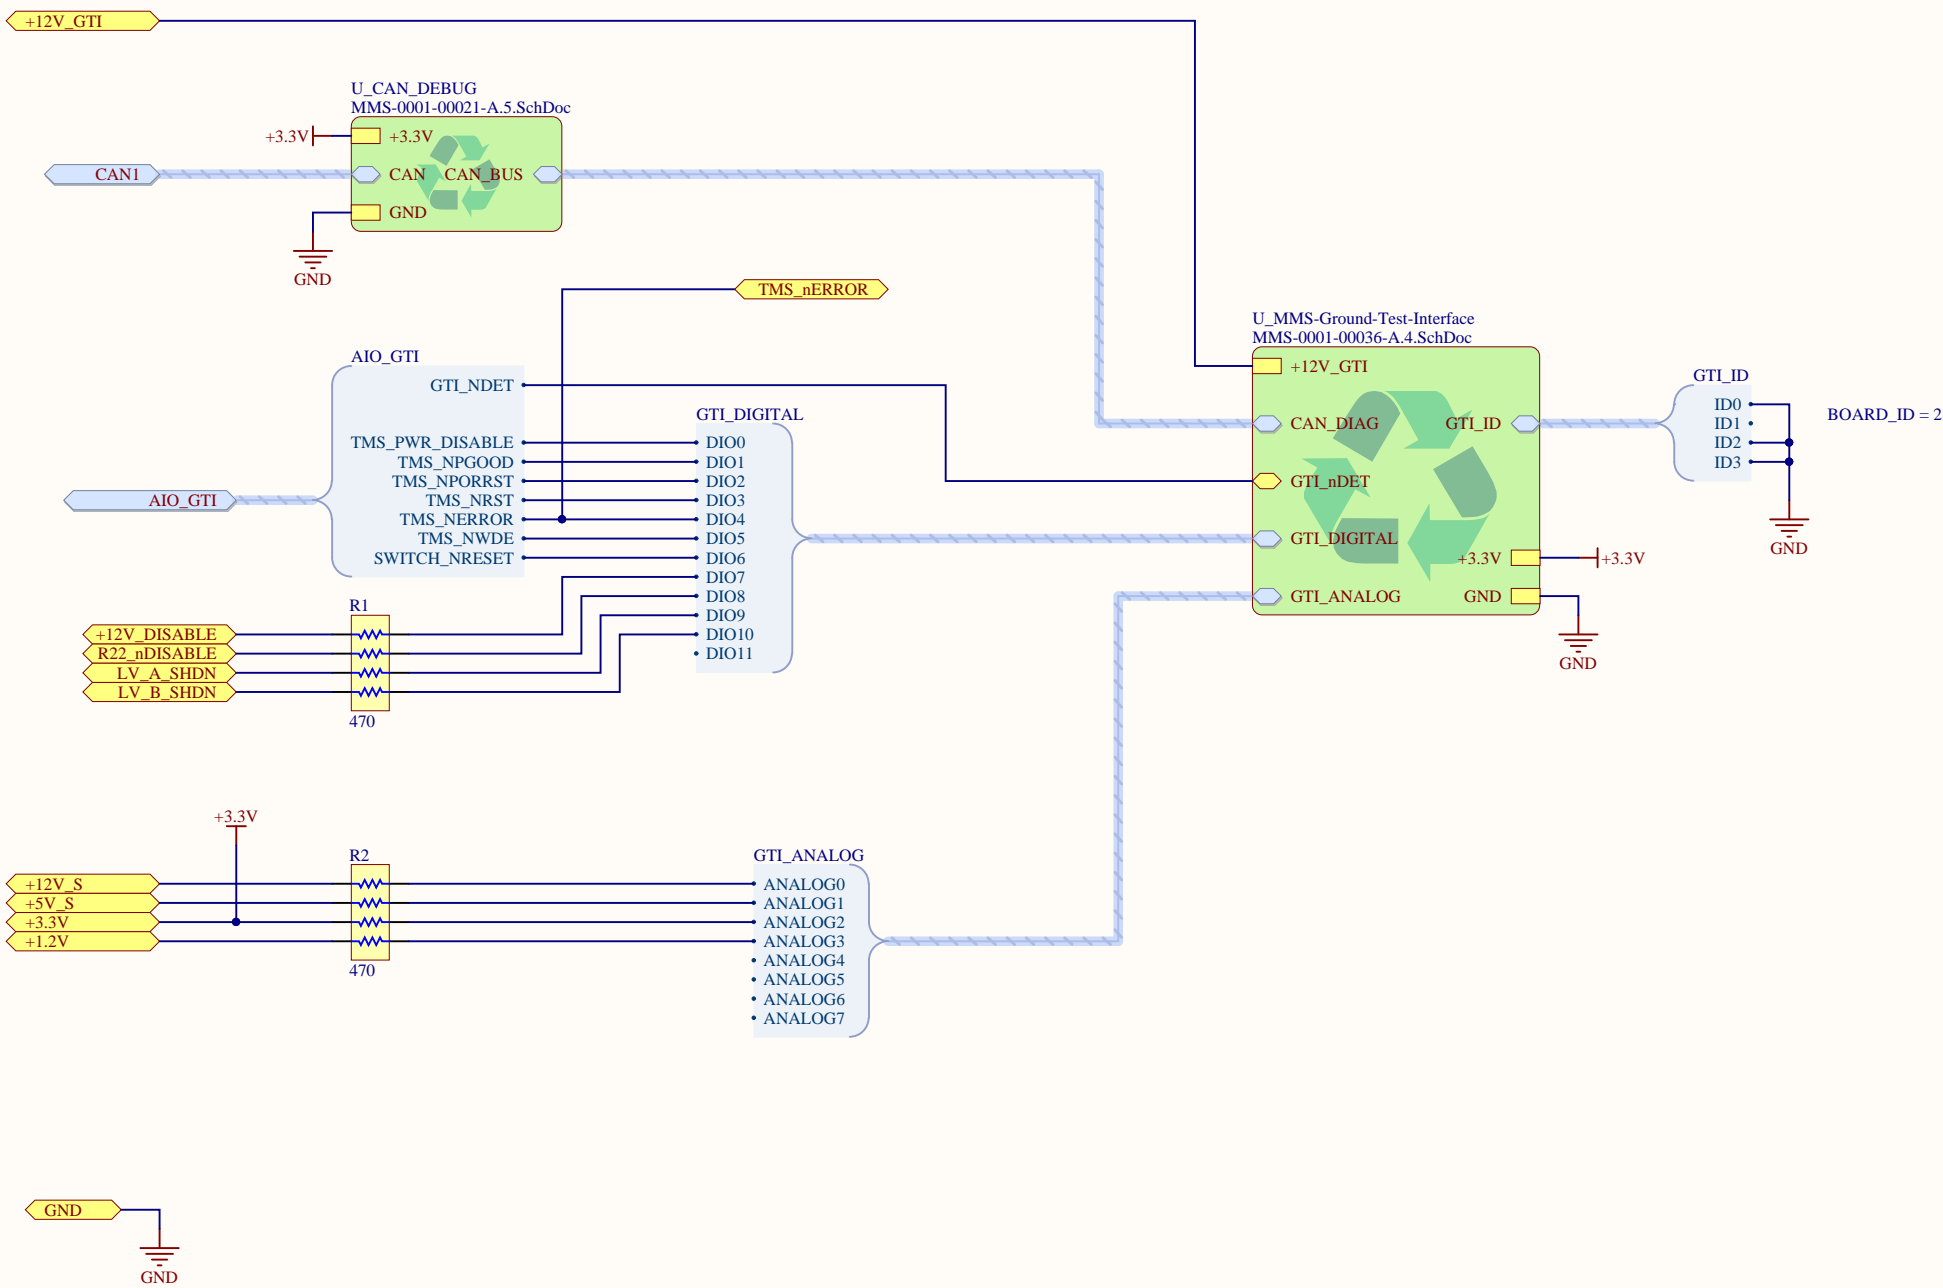 +12V_GTI
U_CAN_DEBUG
MMS-0001-00021-A.5.SchDoc
+3.3V
+3.3V
CAN1
CAN
CAN_BUS
GND
GND
TMS_nERROR
U_MMS-Ground-Test-Interface
MMS-0001-00036-A.4.SchDoc
+12V_GTI
CAN_DIAG
GTI_ID
GTI_nDET
GTI_DIGITAL
+3.3V
+3.3V
GTI_ANALOG
GND
GND
GTI_ID
ID0
ID1
ID2
ID3
BOARD_ID = 2
GND
AIO_GTI
GTI_NDET
TMS_PWR_DISABLE
TMS_NPGOOD
TMS_NPORRST
TMS_NRST
TMS_NERROR
TMS_NWDE
SWITCH_NRESET
AIO_GTI
GTI_DIGITAL
DIO0
DIO1
DIO2
DIO3
DIO4
DIO5
DIO6
DIO7
DIO8
DIO9
DIO10
DIO11
R1
+12V_DISABLE
R22_nDISABLE
LV_A_SHDN
LV_B_SHDN
470
+3.3V
R2
+12V_S
+5V_S
+3.3V
+1.2V
470
GTI_ANALOG
ANALOG0
ANALOG1
ANALOG2
ANALOG3
ANALOG4
ANALOG5
ANALOG6
ANALOG7
GND
GND